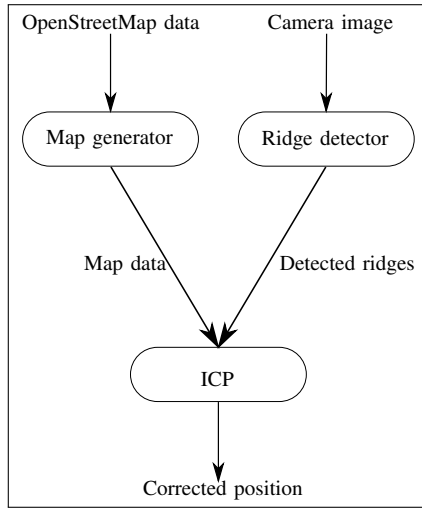 OpenStreetMap data
Camera image
Map generator
Ridge detector
Map data
Detected ridges
ICP
Corrected position